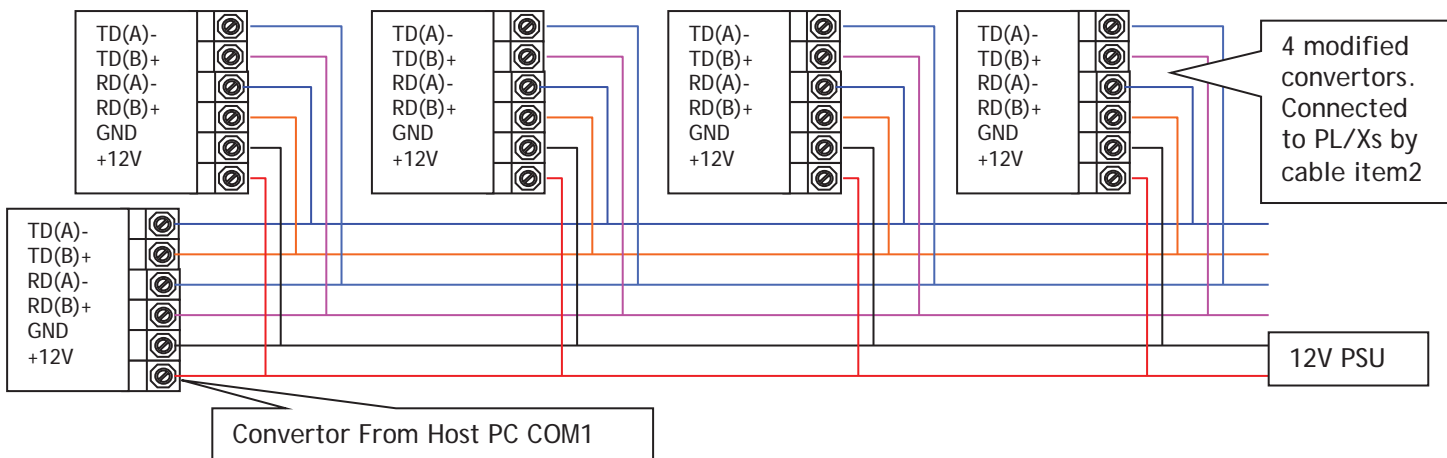 TD(A)-
TD(B)+
RD(A)-
RD(B)+
GND
+12V
TD(A)-
TD(B)+
RD(A)-
RD(B)+
GND
+12V
TD(A)-
TD(B)+
RD(A)-
RD(B)+
GND
+12V
TD(A)-
TD(B)+
RD(A)-
RD(B)+
GND
+12V
4 modified
convertors.
Connected
to PL/Xs by
cable item2
TD(A)-
TD(B)+
RD(A)-
RD(B)+
GND
+12V
12V PSU
Convertor From Host PC COM1